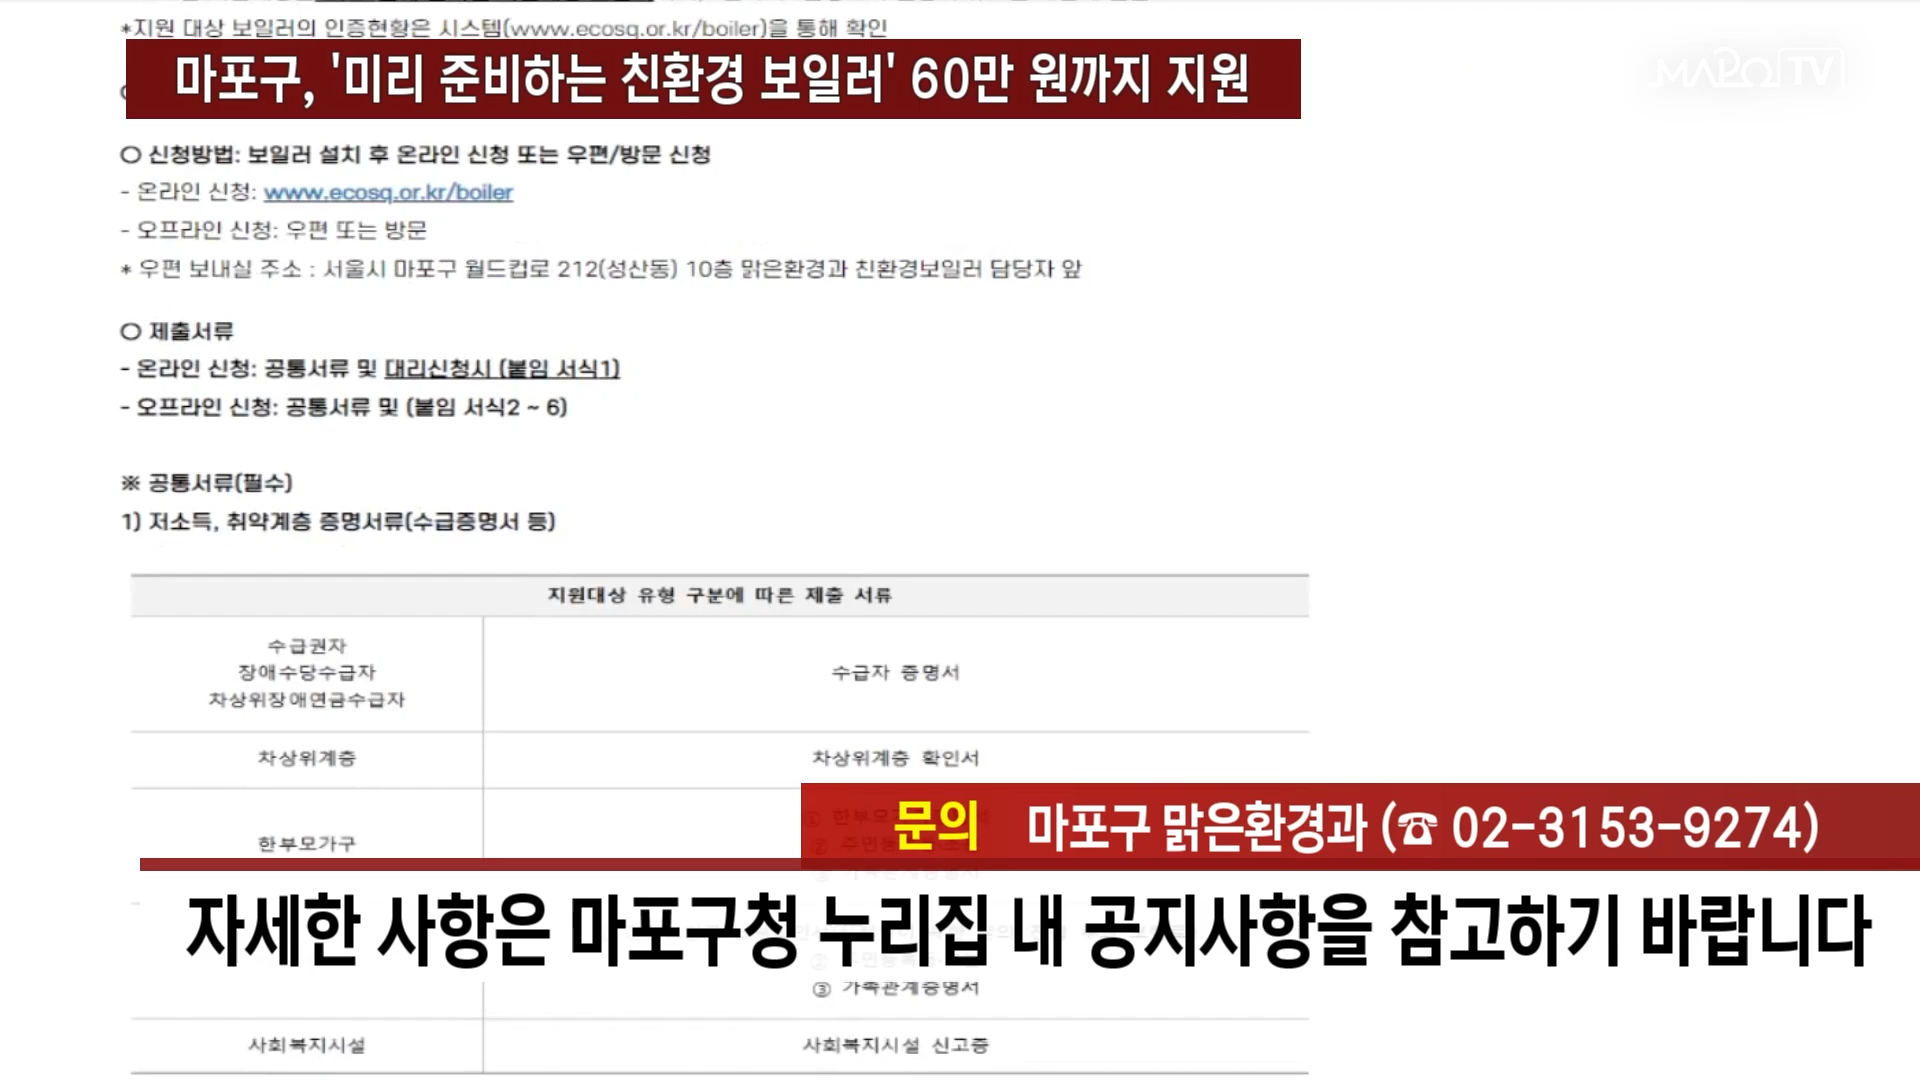 *지원 대상 보일러의 인증현황은 시스템(www.ecosq.or.kr/boiler)을 통해 확인
마포구, '미리 준비하는 친환경 보일러' 60만 원까지 지원
MAPO TV
○ 신청방법: 보일러 설치 후 온라인 신청 또는 우편/방문 신청
- 온라인 신청: www.ecosq.or.kr/boiler
- 오프라인 신청: 우편 또는 방문
* 우편 보내실 주소 : 서울시 마포구 월드컵로 212(성산동) 10층 맑은환경과 친환경보일러 담당자 앞
○ 제출서류
- 온라인 신청: 공통서류 및 대리신청시 (붙임 서식1)
- 오프라인 신청: 공통서류 및 (붙임 서식2 ~ 6)
※ 공통서류(필수)
1) 저소득, 취약계층 증명서류(수급증명서 등)
지원대상 유형 구분에 따른 제출 서류
수급권자
장애수당수급자
차상위장애연금수급자
수급자 증명서
차상위계층
차상위계층 확인서
한부모가구
문의 마포구 맑은환경과 (☎ 02-3153-9274)
자세한 사항은 마포구청 누리집 내 공지사항을 참고하기 바랍니다
③ 가족관계증명서
사회복지시설
사회복지시설 신고증